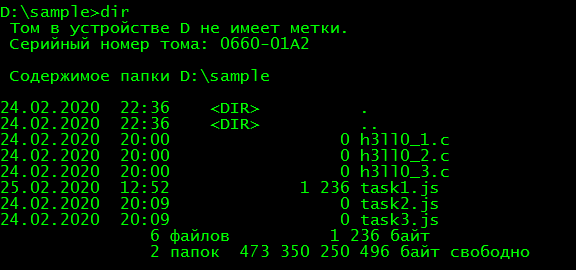 D:\sample>dir
Том в устройстве D не имеет метки.
Серийный номер тома: 0660-01A2
Содержимое папки D:\sample
24.02.2020  22:36    <DIR>          .
24.02.2020  22:36    <DIR>          ..
24.02.2020  20:00                 0 h3ll0_1.c
24.02.2020  20:00                 0 h3ll0_2.c
24.02.2020  20:00                 0 h3ll0_3.c
25.02.2020  12:52             1 236 task1.js
24.02.2020  20:09                 0 task2.js
24.02.2020  20:09                 0 task3.js
6 файлов          1 236 байт
2 папок  473 350 250 496 байт свободно